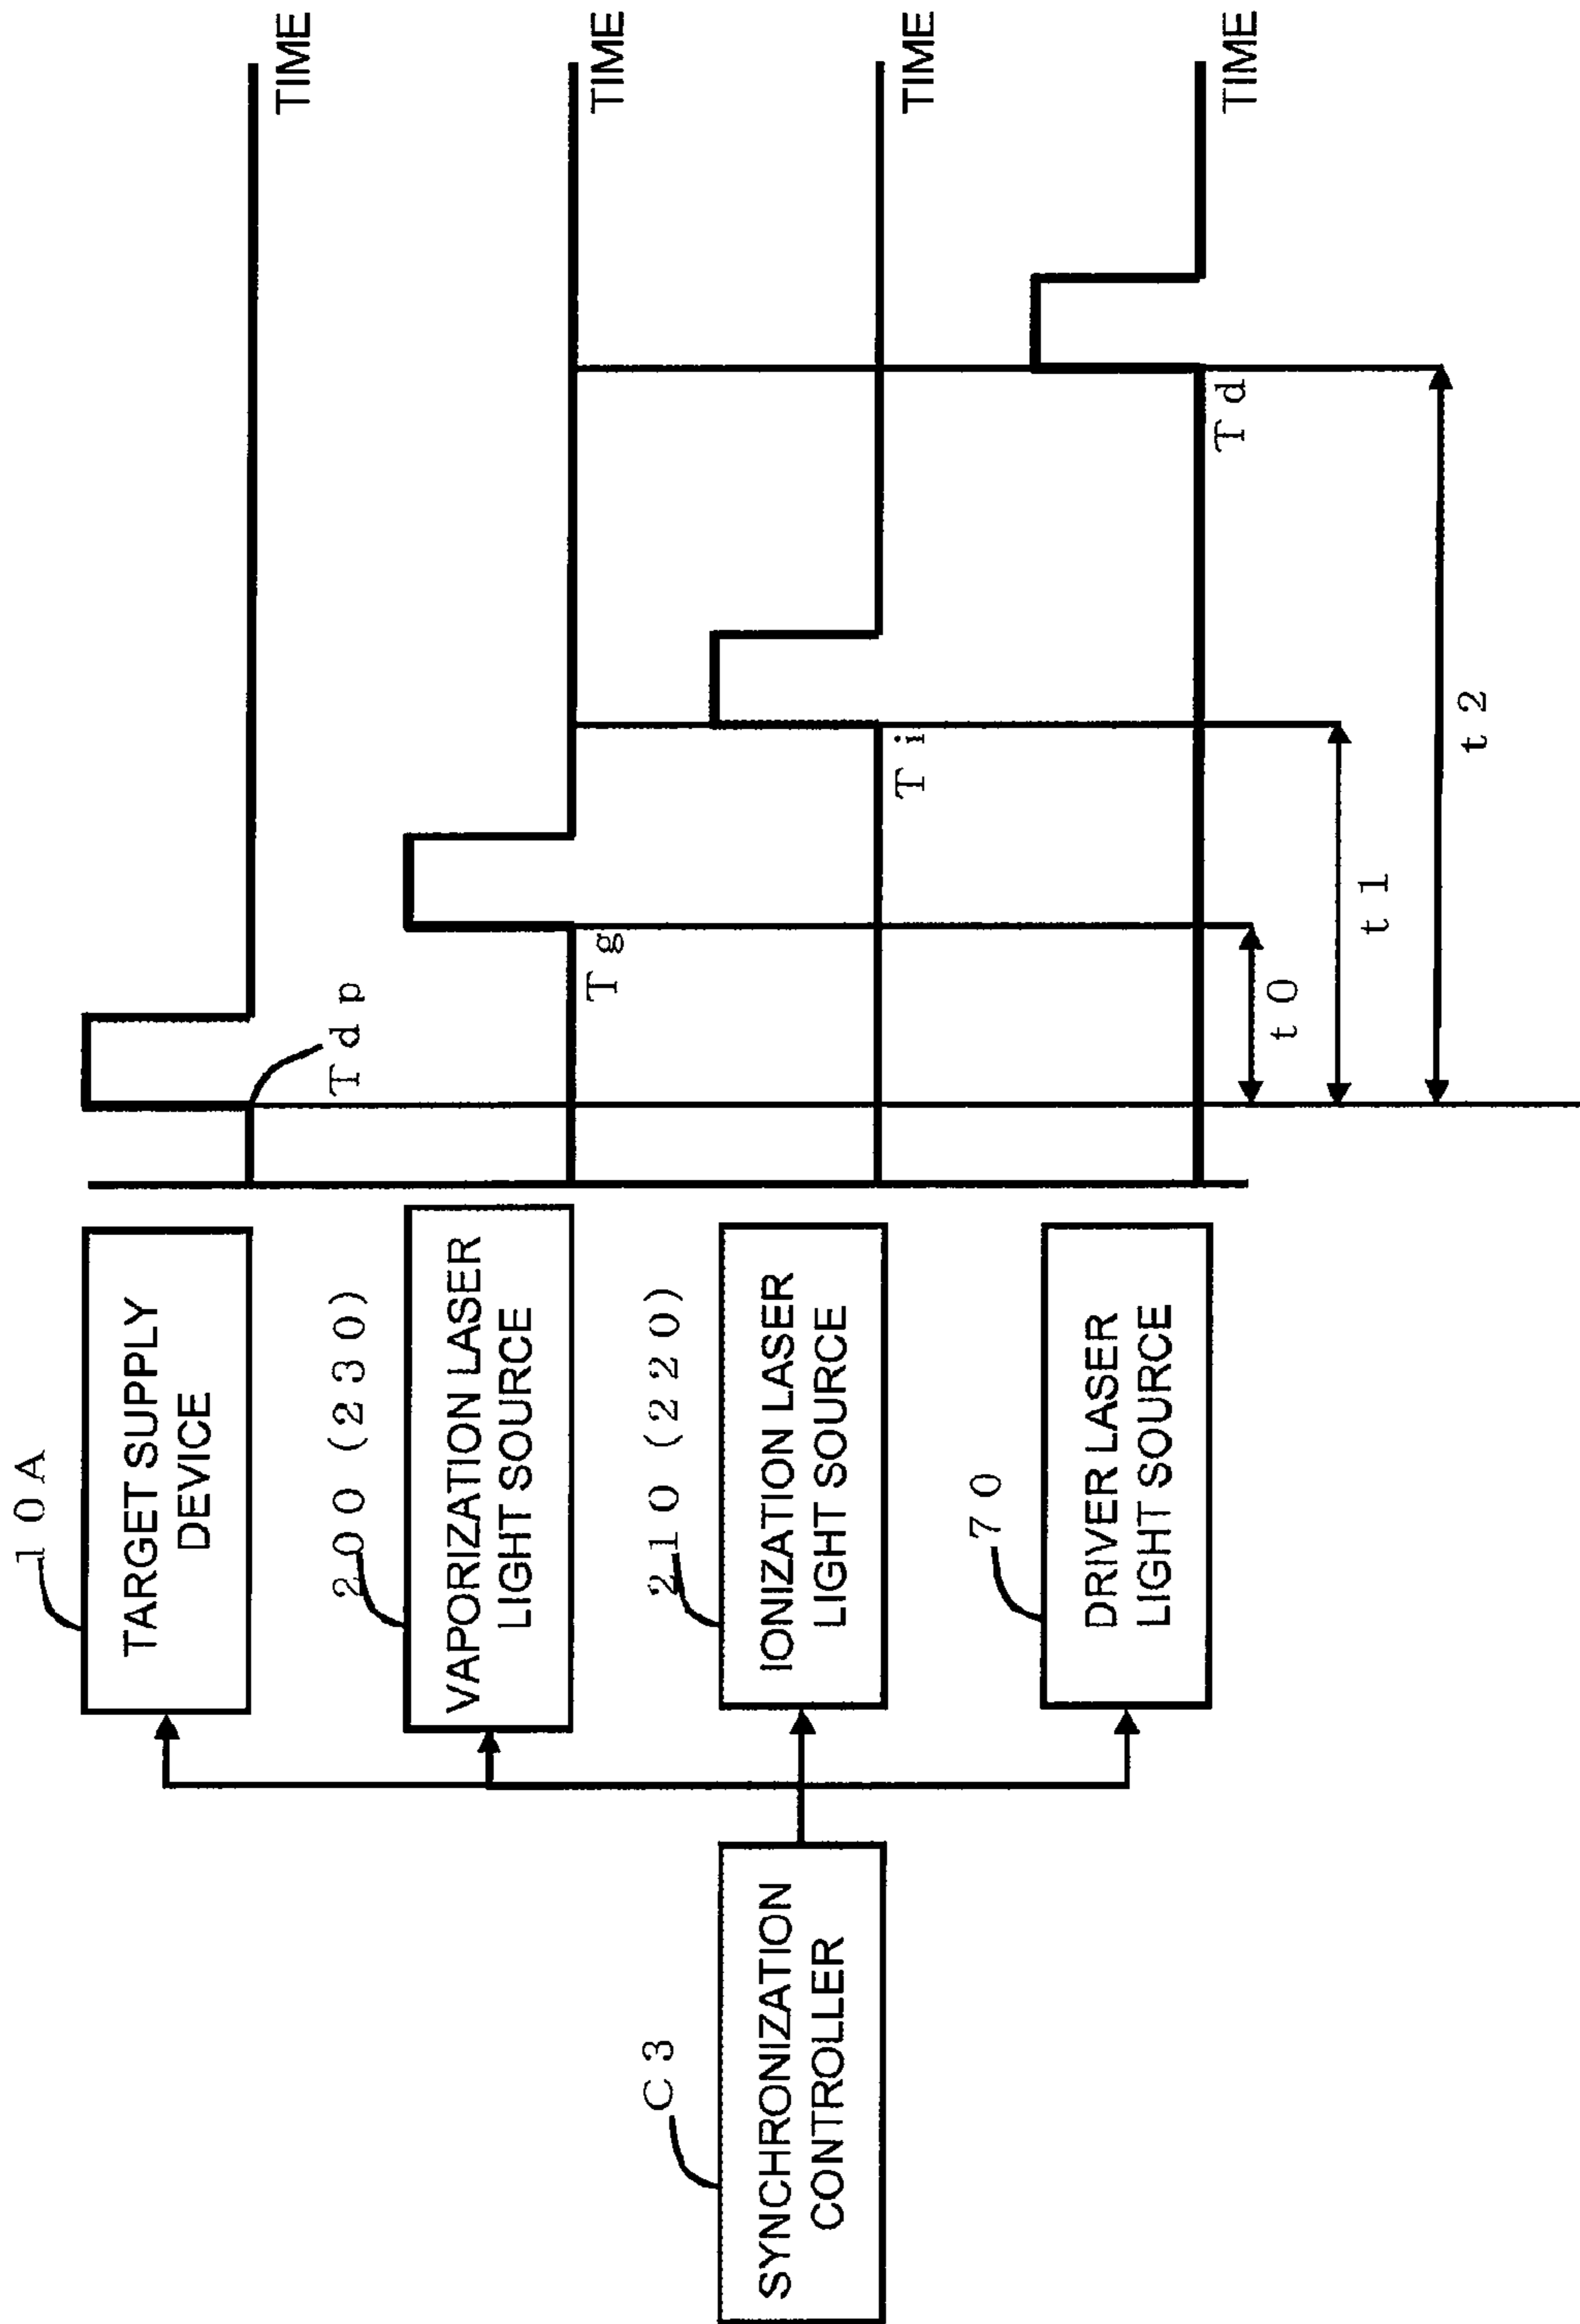 C3
SYNCHRONIZATION
CONTROLLER
10A
TARGET SUPPLY
DEVICE
200 (230)
VAPORIZATION LASER
LIGHT SOURCE
210 (220)
IONIZATION LASER
LIGHT SOURCE
70
DRIVER LASER
LIGHT SOURCE
Tdp
TIME
Tg
TIME
Ti
TIME
Td
TIME
t0
t1
t2